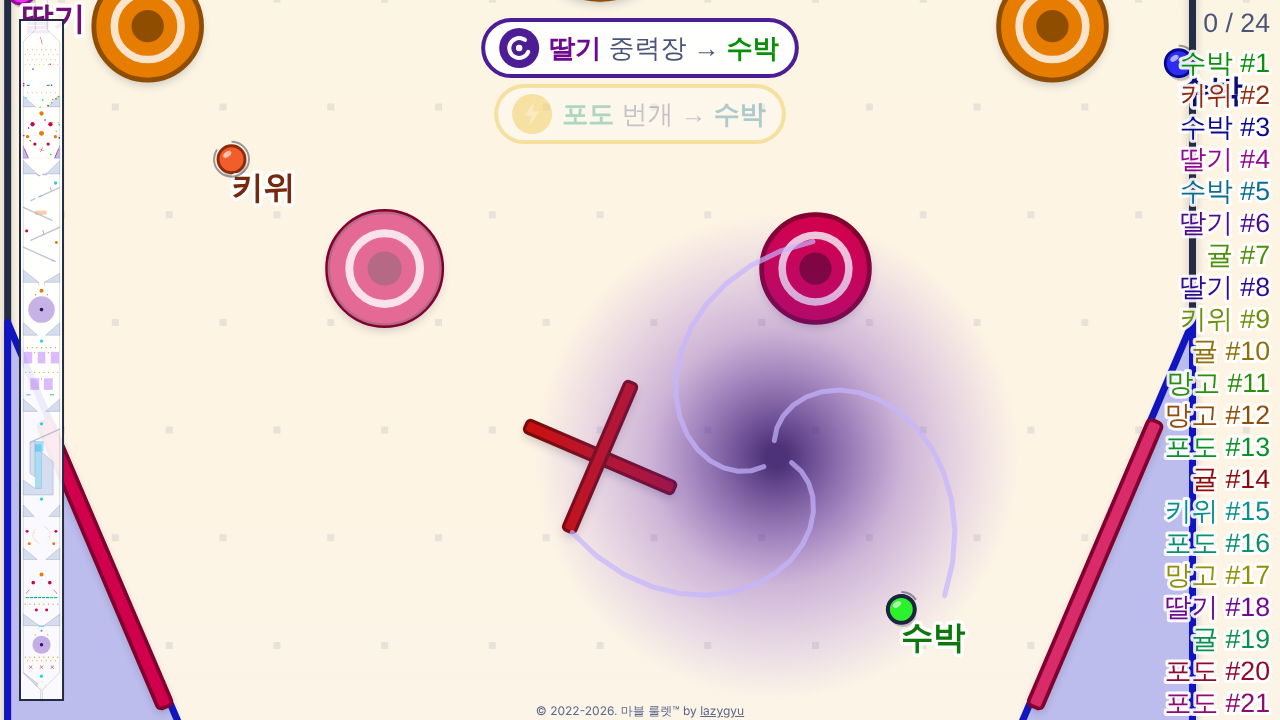 딸기
딸기 중력장 → 수박
포도 번개 → 수박
키위
수박
0 / 24
수박 #1
키위 #2
수박 #3
딸기 #4
수박 #5
딸기 #6
귤 #7
딸기 #8
키위 #9
귤 #10
망고 #11
망고 #12
포도 #13
귤 #14
키위 #15
포도 #16
망고 #17
딸기 #18
귤 #19
포도 #20
포도 #21
© 2022-2026. 마블 룰렛™ by lazygyu